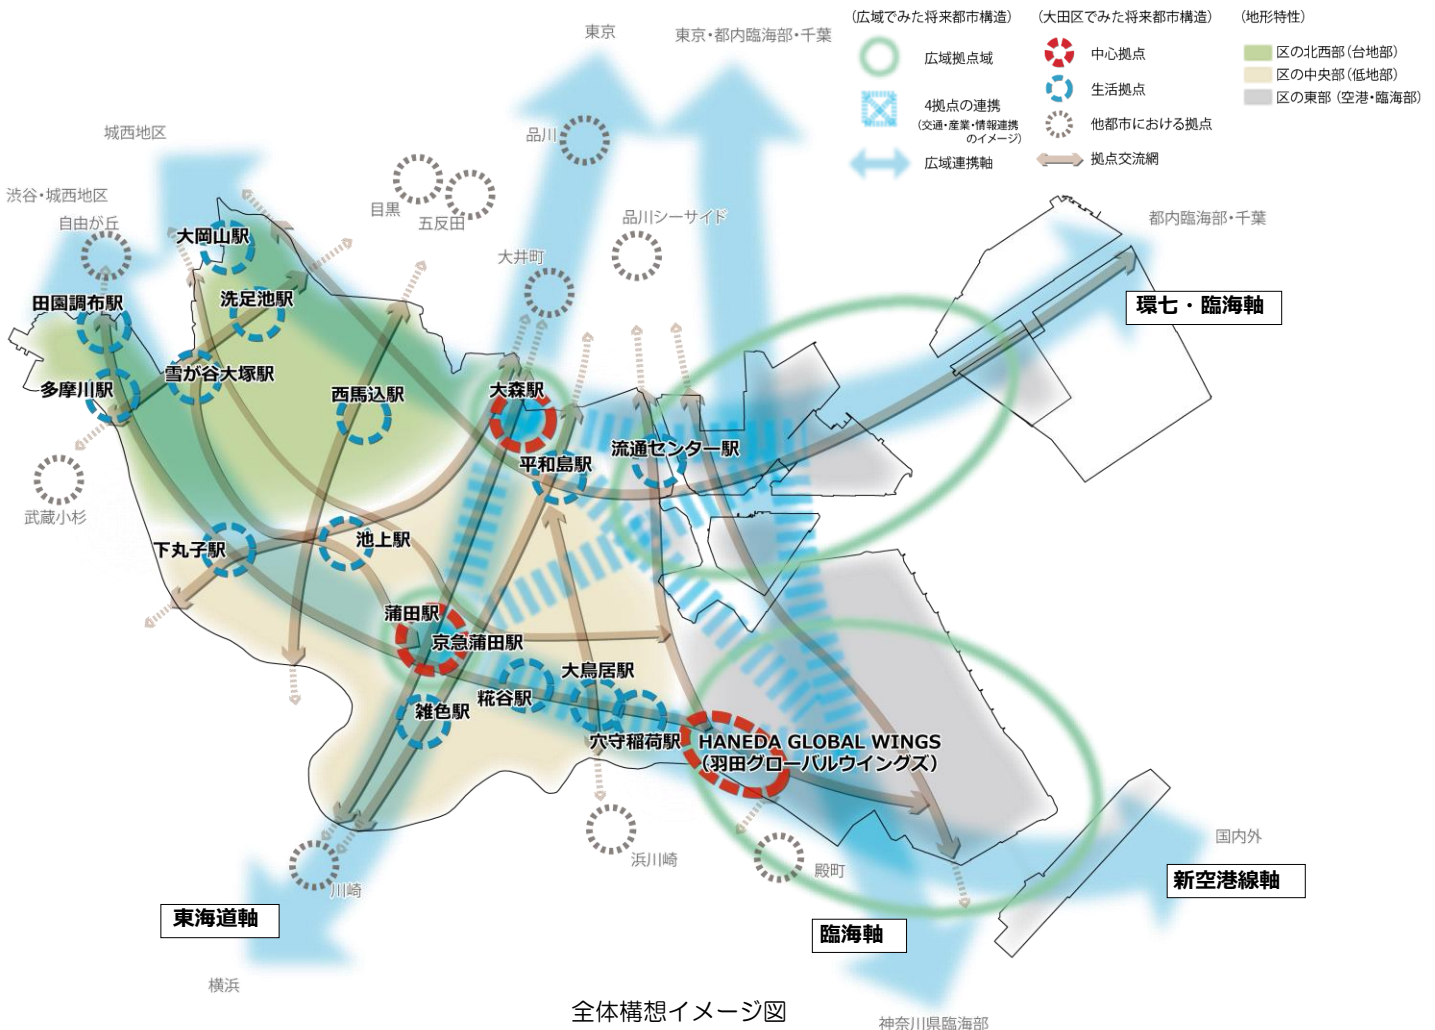 (広域でみた将来都市構造)
広域拠点域
4拠点の連携
(交通・産業・情報連携
のイメージ)
広域連携軸
(大田区でみた将来都市構造)
中心拠点
生活拠点
他都市における拠点
拠点交流網
(地形特性)
区の北西部(台地部)
区の中央部(低地部)
区の東部(空港・臨海部)
東京
東京・都内臨海部・千葉
城西地区
品川
渋谷・城西地区
自由が丘
目黒
五反田
品川シーサイド
都内臨海部・千葉
大岡山駅
大井町
田園調布駅
洗足池駅
環七・臨海軸
多摩川駅
雪が谷大塚駅
西馬込駅
大森駅
流通センター駅
平和島駅
武蔵小杉
下丸子駅
池上駅
蒲田駅
京急蒲田駅
大鳥居駅
糀谷駅
雑色駅
穴守稲荷駅
HANEDA GLOBAL WINGS
(羽田グローバルウイングズ)
国内外
浜川崎
殿町
新空港線軸
川崎
東海道軸
臨海軸
横浜
全体構想イメージ図
神奈川県臨海部